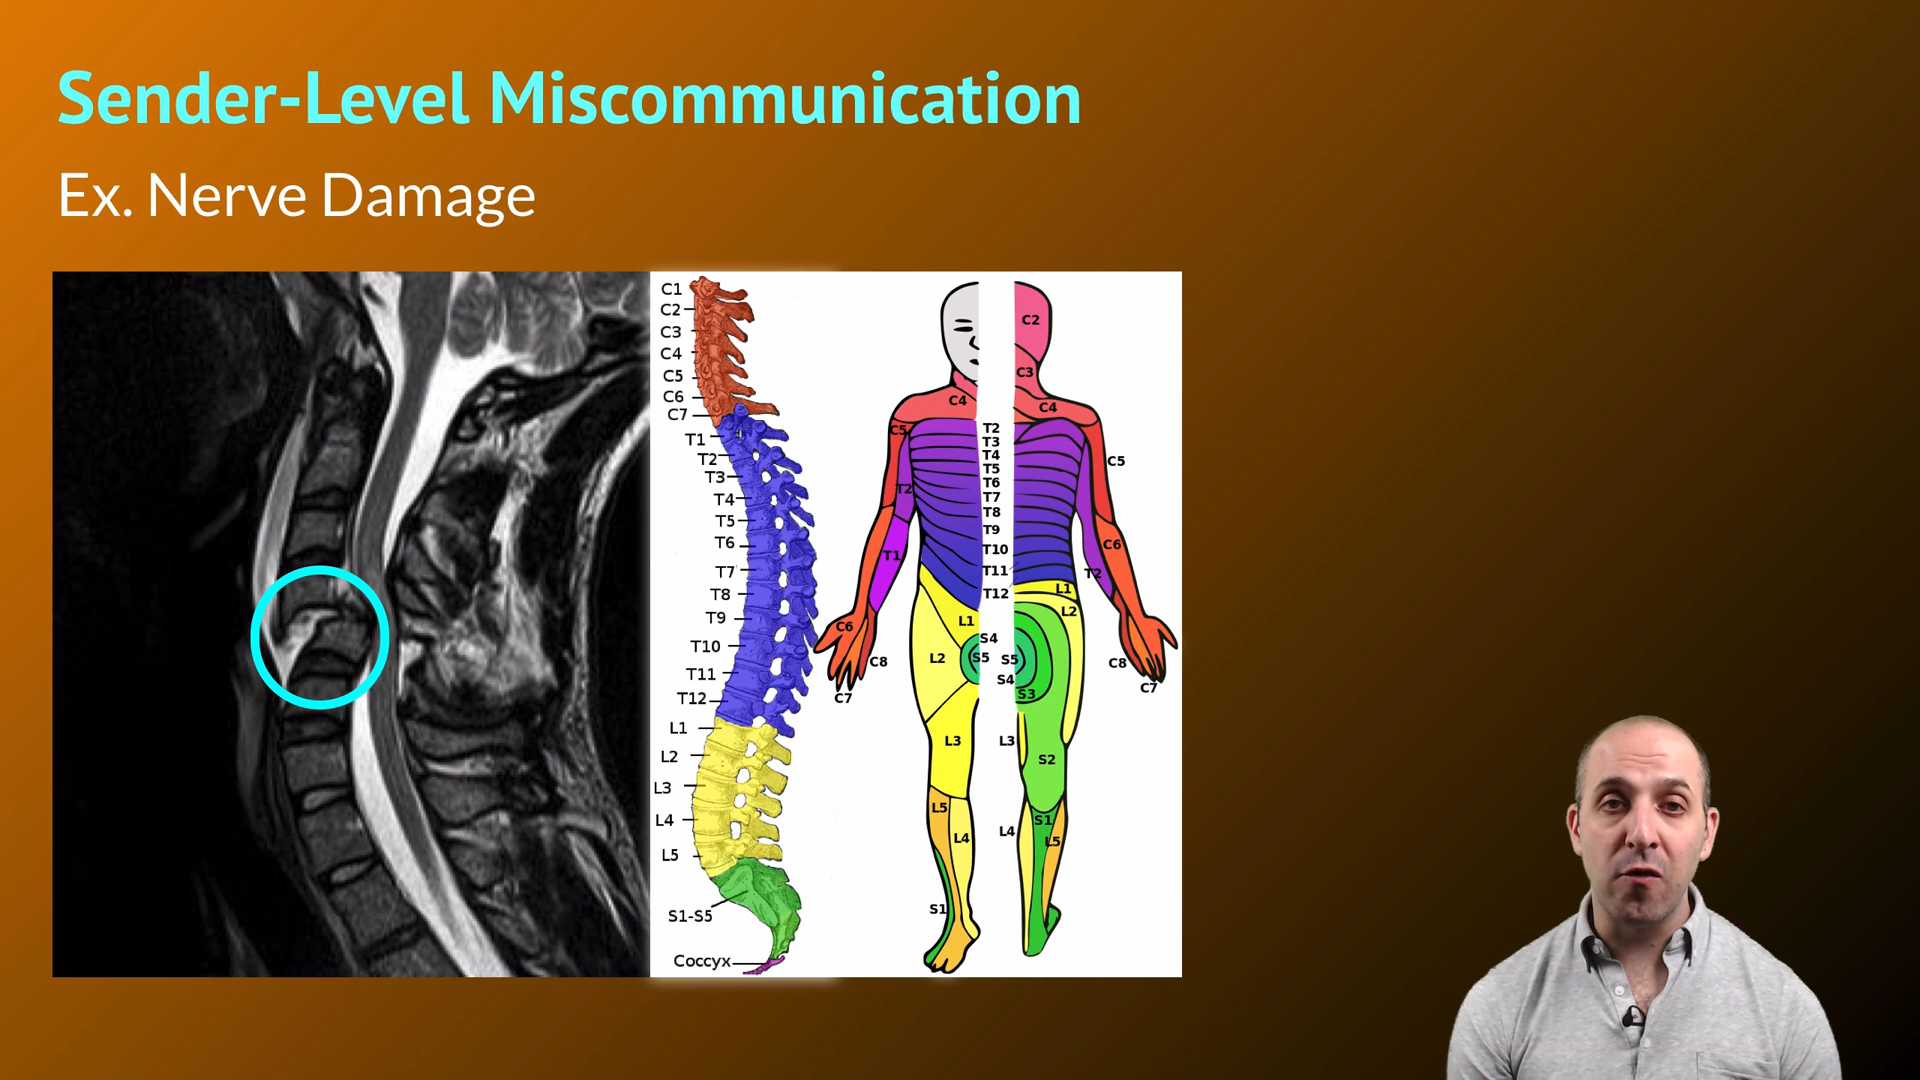 Sender-Level Miscommunication
Ex. Nerve Damage
C1
C2
C3
C4
C5
C6
C7
T1
T2
T3
T4
T5
T6
T7
T8
T9
T10
T11
T12
L1
L2
L3
L4
L5
S1-S5
Coccyx
C2
C3
C4
C4
C5
T2
T3
T4
T5
T6
T7
T8
T9
T10
T11
T12
C5
T2
T1
C6
T2
L1
L2
L1
C6
C8
C7
L2
S4
S5
S5
S4
S3
C8
C7
L3
L3
S2
L5
L4
L4
S1
L5
S1